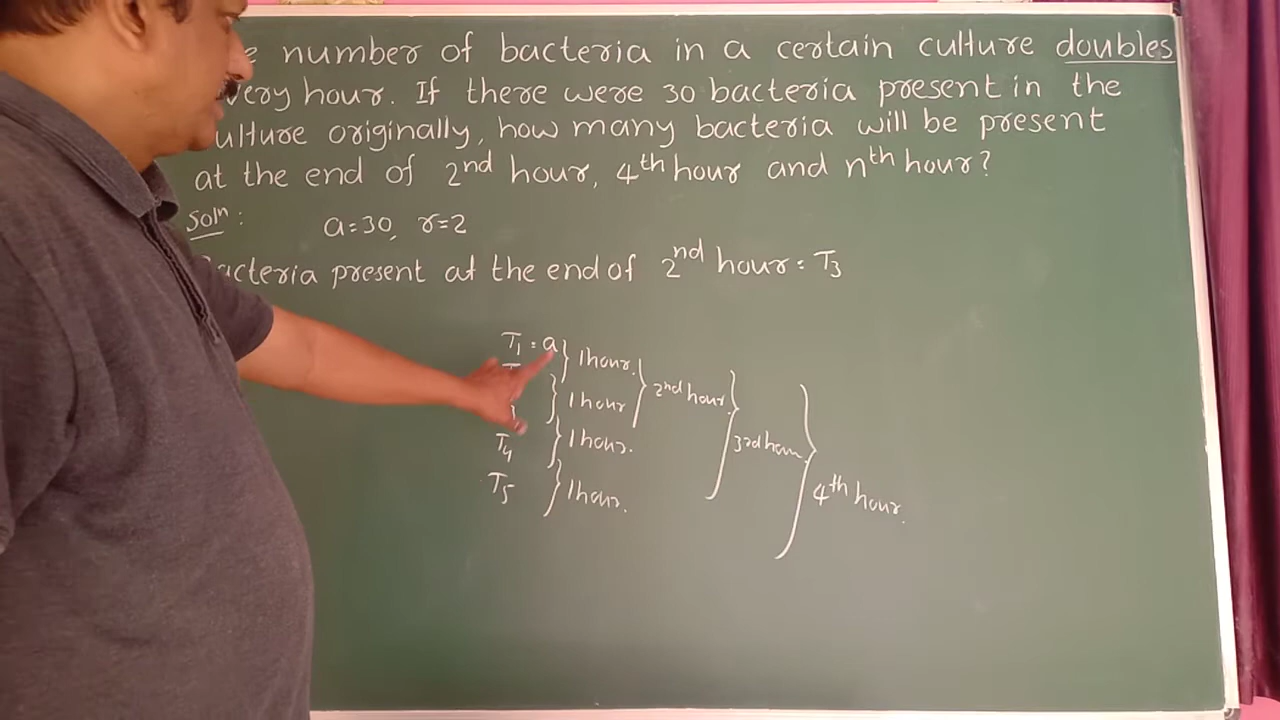 number of bacteria in a certain culture doubles
very hour. If there were 30 bacteria present in the
ulture originally, how many bacteria will be present
at the end of 2nd hour, 4th hour and nth hour?
Soln :
a=30, r=2
acteria present at the end of 2nd hour = T3
T1 = a } 1 hour.
} 1 hour
T4 } 1 hour.
T5 } 1 hour.
2nd hour.
3rd hour
4th hour.